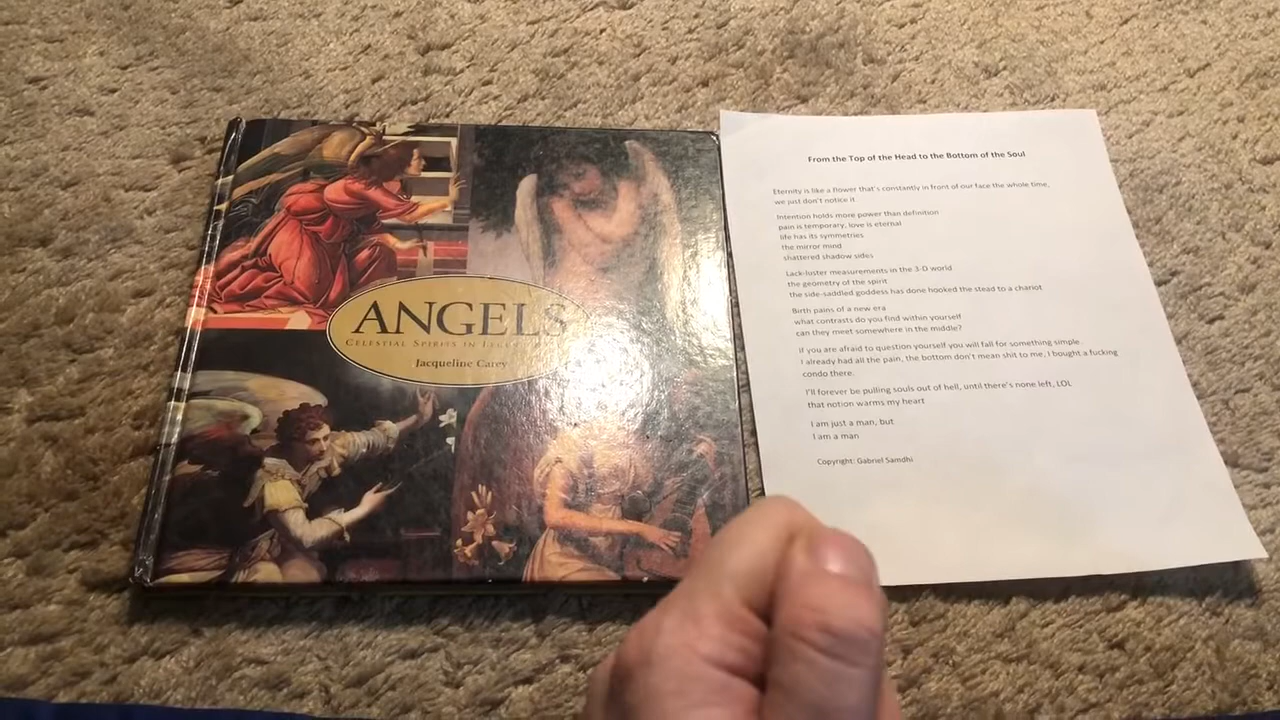 ANGELS
CELESTIAL SPIRITS IN
Jacqueline Carey
From the Top of the Head to the Bottom of the Soul
Eternity is like a flower that's constantly in front of our face the whole time,
we just don't notice it
Intention holds more power than definition
pain is temporary, love is eternal
life has its symmetries
the mirror mind
shattered shadow sides
Lack-luster measurements in the 3-D world
the geometry of the spirit
the side-saddled goddess has done hooked the stead to a chariot
Birth pains of a new era
what contrasts do you find within yourself
can they meet somewhere in the middle?
if you are afraid to question yourself you will fall for something simple.
I already had all the pain, the bottom don't mean shit to me, I bought a fucking
condo there.
I'll forever be pulling souls out of hell, until there's none left, LOL
that notion warms my heart
I am just a man, but
I am a man
Copyright: Gabriel Samdhi